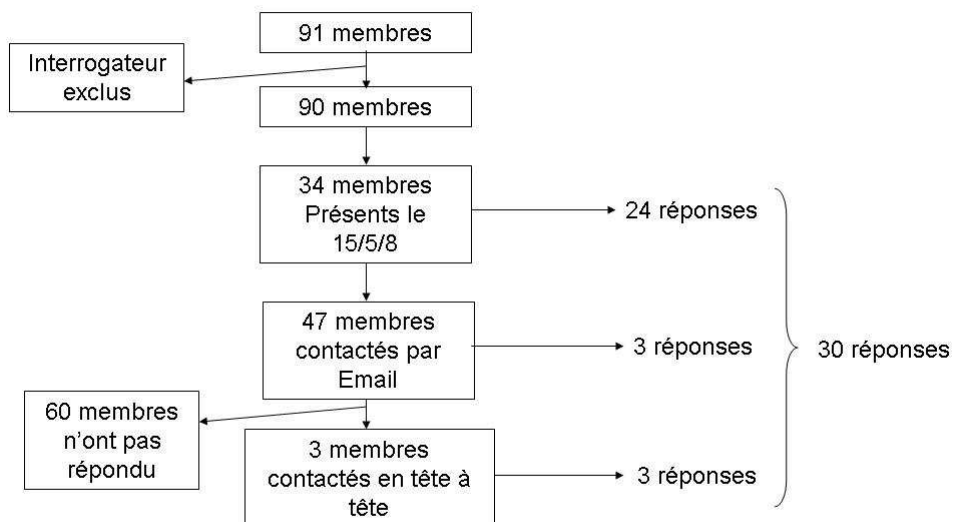 91 membres
Interrogateur
exclus
90 membres
34 membres
Présents le
15/5/8
24 réponses
47 membres
contactés par
Email
3 réponses
30 réponses
60 membres
n'ont pas
répondu
3 membres
contactés en tête à
tête
3 réponses